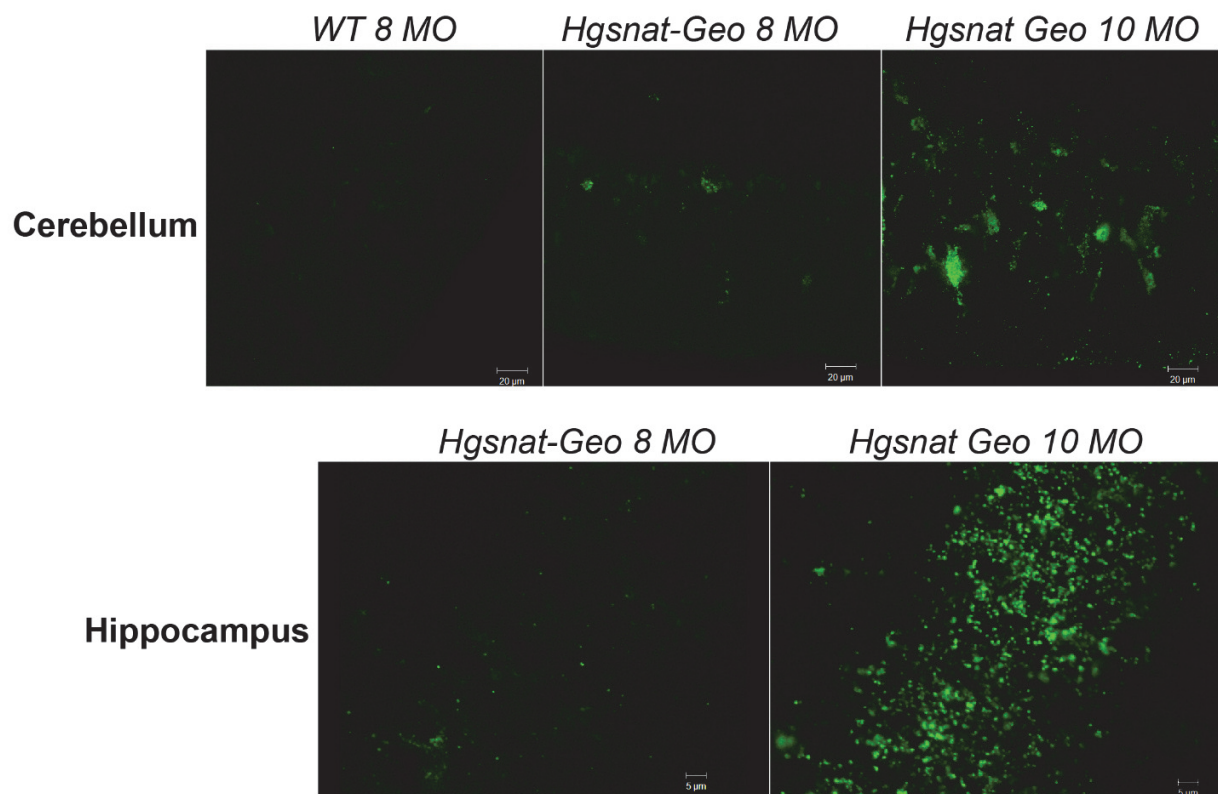 WT 8 MO
Hgsnat-Geo 8 MO
Hgsnat Geo 10 MO
Cerebellum
20 µm
20 µm
20 µm
Hgsnat-Geo 8 MO
Hgsnat Geo 10 MO
Hippocampus
5 µm
5 µm